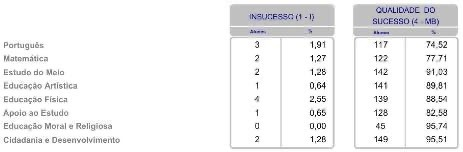 INSUCESSO (1 - I) QUALIDADE DO
SUCESSO (4 - MB)
Alunos % Alunos %
Português 3 1,91 117 74,52
Matemática 2 1,27 122 77,71
Estudo do Meio 2 1,28 142 91,03
Educação Artística 1 0,64 141 89,81
Educação Física 4 2,55 139 88,54
Apoio ao Estudo 1 0,65 128 82,58
Educação Moral e Religiosa 0 0,00 45 95,74
Cidadania e Desenvolvimento 2 1,28 149 95,51